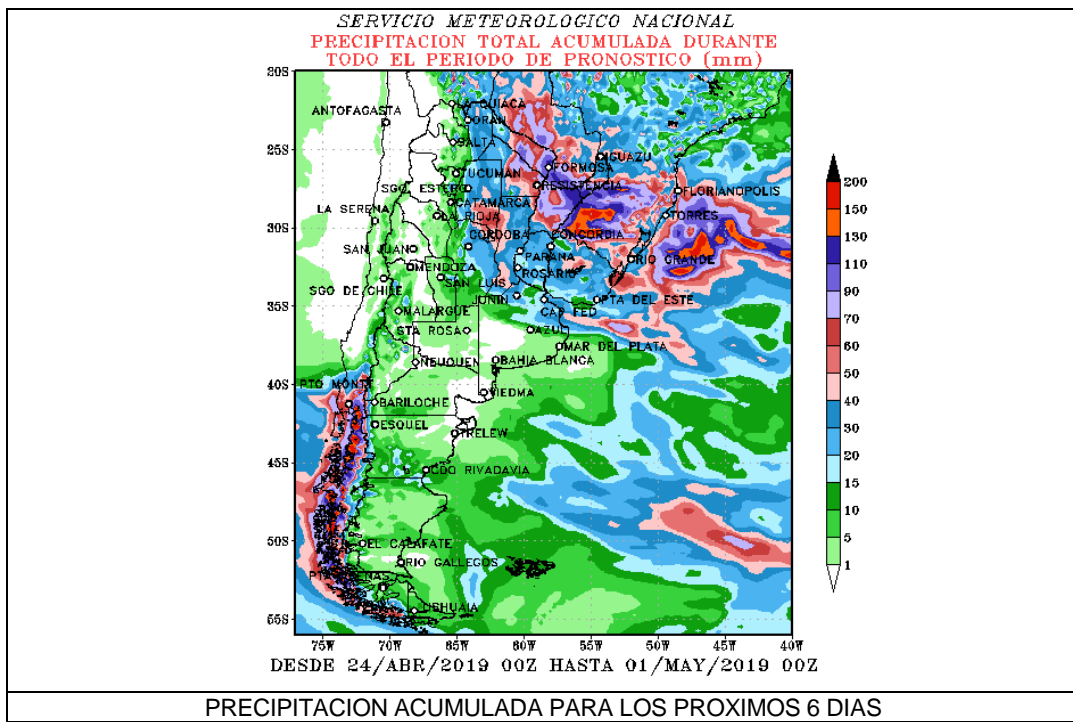 SERVICIO METEOROLOGICO NACIONAL
PRECIPITACION TOTAL ACUMULADA DURANTE
TODO EL PERIODO DE PRONOSTICO (mm)
20S
LA QUIACA
ANTOFAGASTA
ORAN
SALTA
25S
IGUAZU
FORMOSA
TUCUMAN
SGO ESTERO
RESISTENCIA
FLORIANOPOLIS
CATAMARCA
LA SERENA
LA RIOJA
TORRES
30S
CORDOBA
CONCORDIA
SAN JUAN
PARANA
RIO GRANDE
MENDOZA
ROSARIO
SAN LUIS
SGO DE CHILE
JUNIN
PTA DEL ESTE
35S
MALARGUE
CAP FED
STA ROSA
AZUL
MAR DEL PLATA
NEUQUEN
BAHIA BLANCA
40S
PTO MONTT
VIEDMA
BARILOCHE
ESQUEL
TRELEW
45S
CDO RIVADAVIA
50S
EL CALAFATE
RIO GALLEGOS
USHUAIA
55S
75W 70W 65W 60W 55W 50W 45W 40W
200
150
130
110
90
70
60
50
40
30
20
15
10
5
1
DESDE 24/ABR/2019 00Z HASTA 01/MAY/2019 00Z
PRECIPITACION ACUMULADA PARA LOS PROXIMOS 6 DIAS